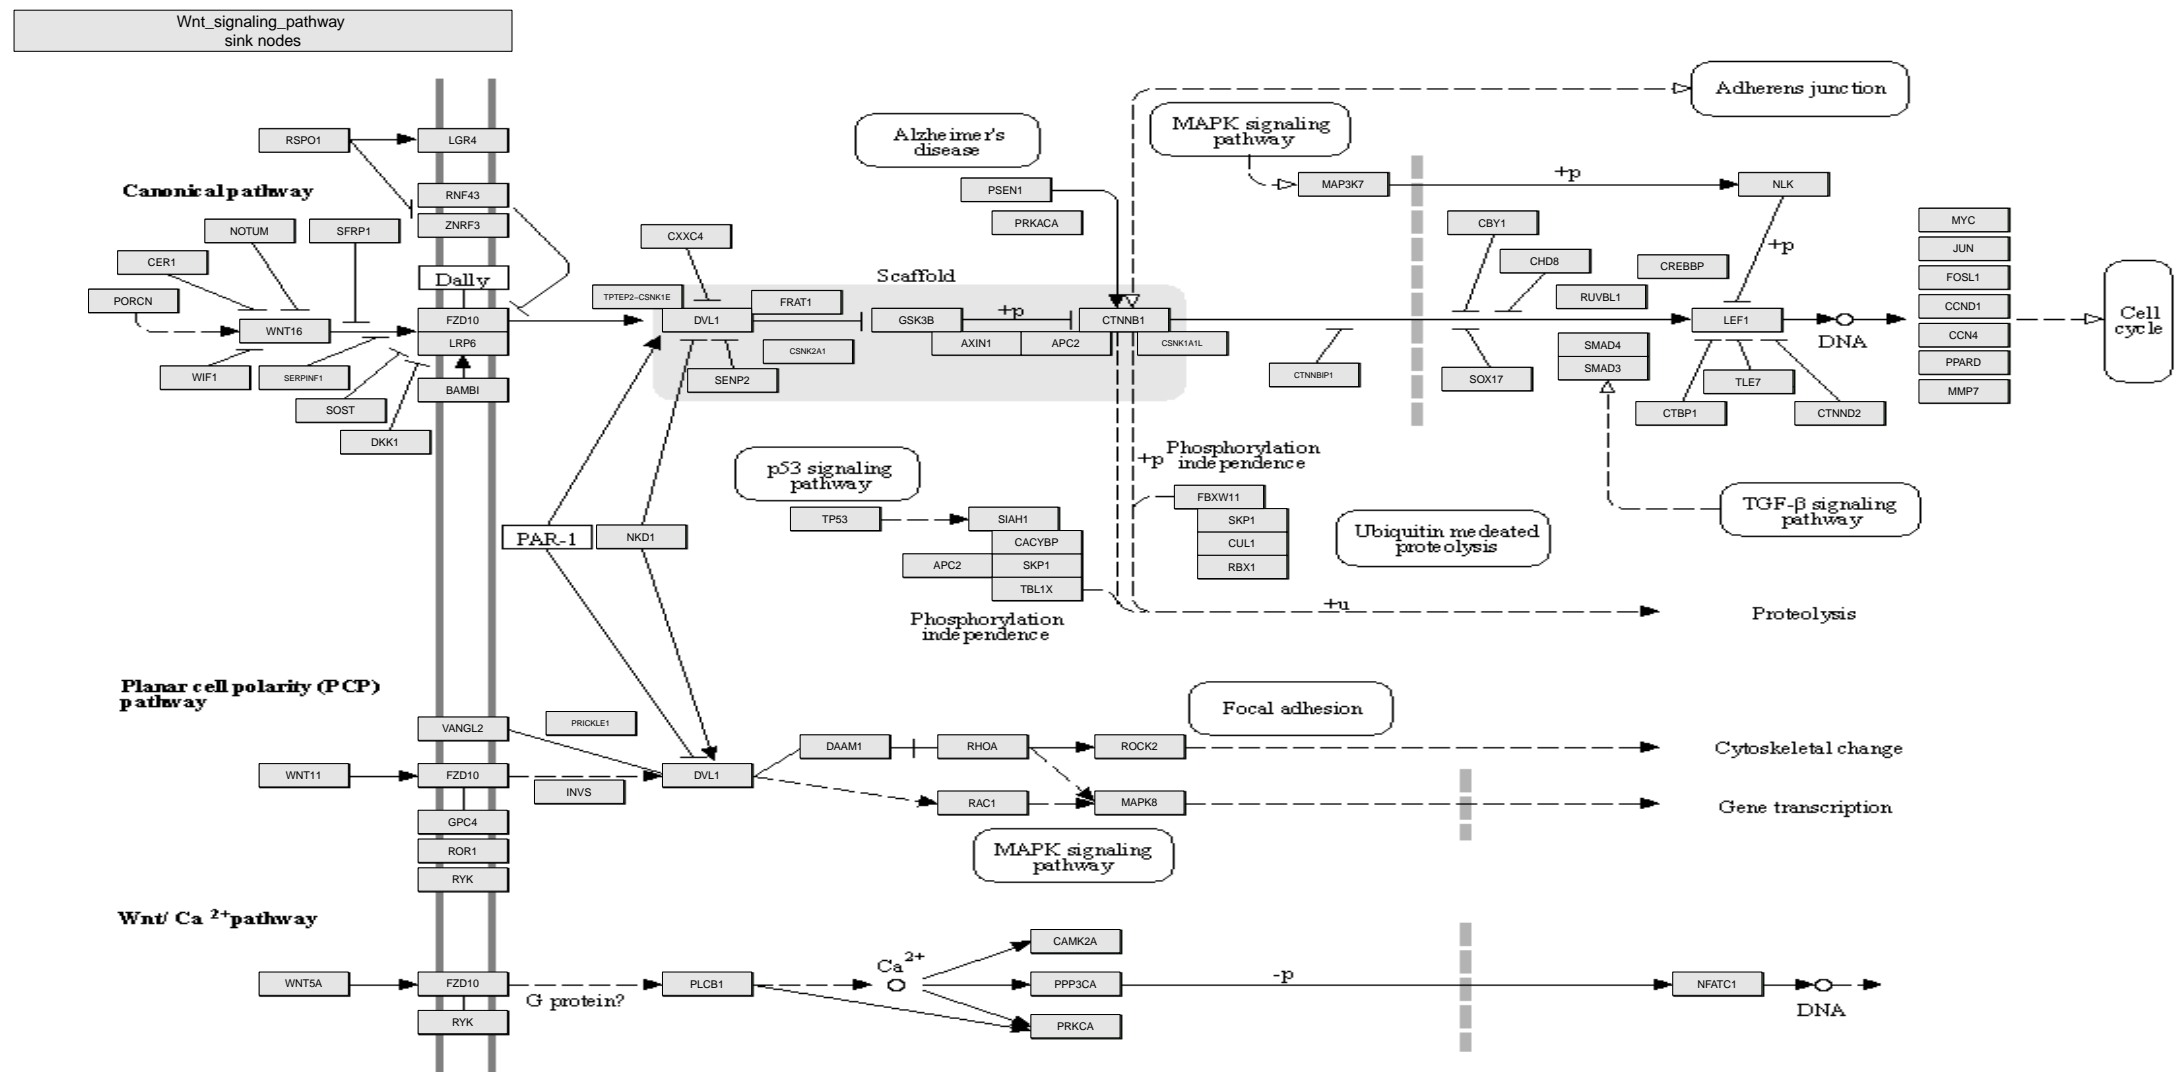 Wnt_signaling_pathway
sink nodes
Adherens junction
MAPK signaling
pathway
Alzheimer's
disease
RSPO1
LGR4
Canonical pathway
RNF43
PSEN1
MAP3K7
+p
NLK
ZNRF3
PRKACA
NOTUM
SFRP1
CXXC4
CBY1
MYC
CER1
Dally
Scaffold
CHD8
CREBBP
+p
JUN
PORCN
TPTEP2-CSNK1E
FRAT1
RUVBL1
FOSL1
WNT16
FZD10
DVL1
GSK3B
+p
CTNNB1
LEF1
CCND1
DNA
Cell
cycle
LRP6
CSNK2A1
AXIN1
APC2
CSNK1A1L
SMAD4
CCN4
WIF1
SERPINF1
BAMBI
SENP2
CTNNBIP1
SOX17
SMAD3
TLE7
PPARD
SOST
CTBP1
CTNND2
MMP7
DKK1
p53 signaling
pathway
+p
Phosphorylation
independence
TP53
SIAH1
FBXW11
TGF-β signaling
pathway
PAR-1
NKD1
CACYBP
SKP1
Ubiquitin medeated
proteolysis
APC2
SKP1
CUL1
TBL1X
RBX1
Phosphorylation
independence
+u
Proteolysis
Planar cell polarity (PCP)
pathway
Focal adhesion
VANGL2
PRICKLE1
DAAM1
RHOA
ROCK2
Cytoskeletal change
WNT11
FZD10
INVS
DVL1
RAC1
MAPK8
Gene transcription
GPC4
ROR1
MAPK signaling
pathway
RYK
Wnt/ Ca 2+pathway
CAMK2A
Ca2+
WNT5A
FZD10
G protein?
PLCB1
PPP3CA
-p
NFATC1
DNA
RYK
PRKCA